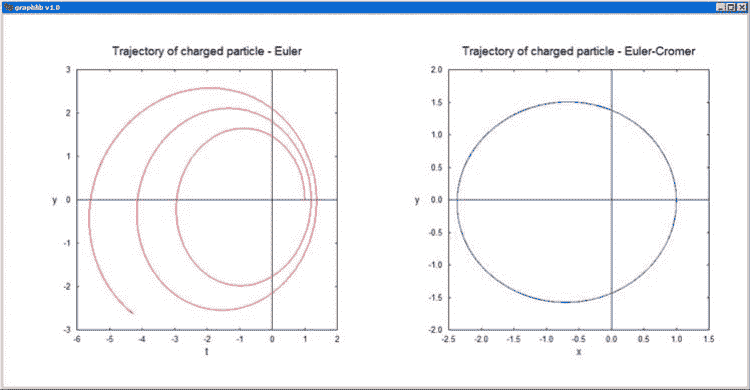 graphlib v1.0
Trajectory of charged particle - Euler
3
2
1
y 0
-1
-2
-3
-6 -5 -4 -3 -2 -1 0 1 2
t
Trajectory of charged particle - Euler-Cromer
2.0
1.5
1.0
0.5
y 0.0
-0.5
-1.0
-1.5
-2.0
-2.5 -2.0 -1.5 -1.0 -0.5 0.0 0.5 1.0 1.5
x